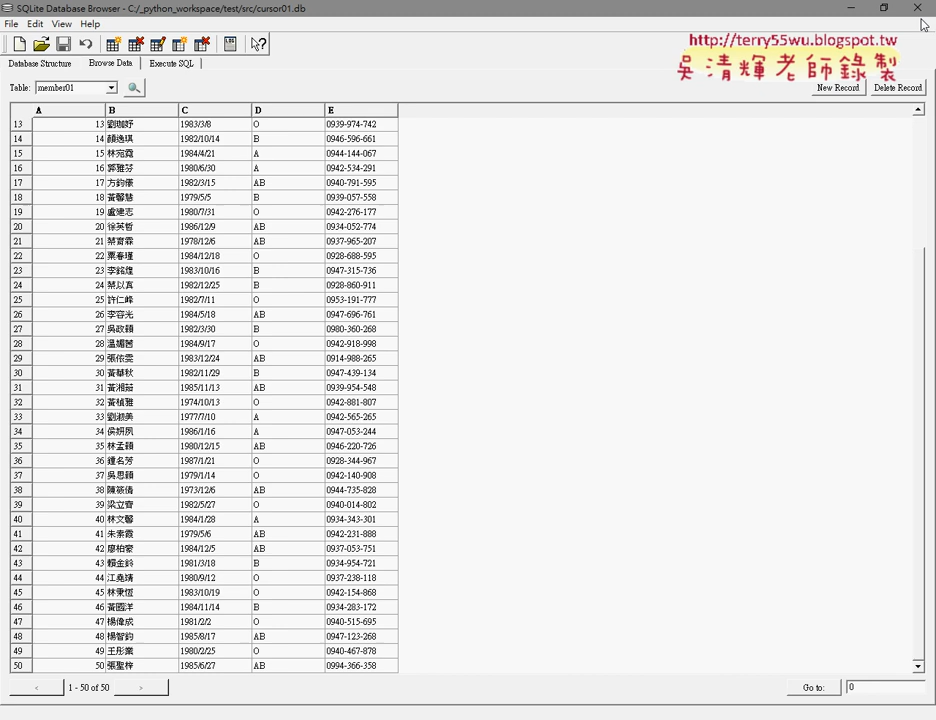 SQLite Database Browser - C:/_python_workspace/test/src/cursor01.db
File Edit View Help
http://terry55wu.blogspot.tw
吳清輝老師錄製
Database Structure Browse Data Execute SQL
Table: member01 New Record Delete Record
A B C D E
13 13 劉珈妤 1983/3/8 O 0939-974-742
14 14 顏逸琪 1982/10/14 B 0946-596-661
15 15 林宛霓 1984/4/21 A 0944-144-067
16 16 郭雅芬 1980/6/30 A 0942-534-291
17 17 方鈞儀 1982/3/15 AB 0940-791-595
18 18 黃馨慧 1979/5/5 B 0939-057-558
19 19 盧建志 1980/7/31 O 0942-276-177
20 20 徐英哲 1986/12/9 AB 0934-052-774
21 21 蔡育霖 1978/12/6 AB 0937-965-207
22 22 粟春瑾 1984/12/18 O 0928-688-595
23 23 李銘煌 1983/10/16 B 0947-315-736
24 24 蔡以真 1982/12/25 B 0928-860-911
25 25 許仁峰 1982/7/11 O 0953-191-777
26 26 李容光 1984/5/18 AB 0947-696-761
27 27 吳政穎 1982/3/30 B 0980-360-268
28 28 溫媚茜 1984/9/17 O 0942-918-998
29 29 張依雯 1983/12/24 AB 0914-988-265
30 30 黃華秋 1982/11/29 B 0947-439-134
31 31 黃湘茹 1985/11/13 AB 0939-954-548
32 32 黃楨雅 1974/10/13 O 0942-881-807
33 33 劉淑美 1977/7/10 A 0942-565-265
34 34 侯妍夙 1986/1/16 A 0947-053-244
35 35 林孟穎 1980/12/15 AB 0946-220-726
36 36 鍾名芳 1987/1/21 O 0928-344-967
37 37 吳思穎 1979/1/14 O 0942-140-908
38 38 陳筱倩 1973/12/6 AB 0944-735-828
39 39 梁立齊 1982/5/27 O 0940-014-802
40 40 林文馨 1984/1/28 A 0934-343-301
41 41 朱素霞 1979/5/6 AB 0942-231-888
42 42 廖柏豪 1984/12/5 AB 0937-053-751
43 43 賴金鈴 1981/3/18 B 0934-954-721
44 44 江堯靖 1980/9/12 O 0937-238-118
45 45 林秉恆 1983/10/19 O 0942-154-868
46 46 黃國洋 1984/11/14 B 0934-283-172
47 47 楊偉成 1981/2/2 O 0940-515-695
48 48 楊智鈞 1985/8/17 AB 0947-123-268
49 49 王彤業 1980/2/25 O 0940-467-878
50 50 張聖梓 1985/6/27 AB 0994-366-358
< 1 - 50 of 50 > Go to: 0